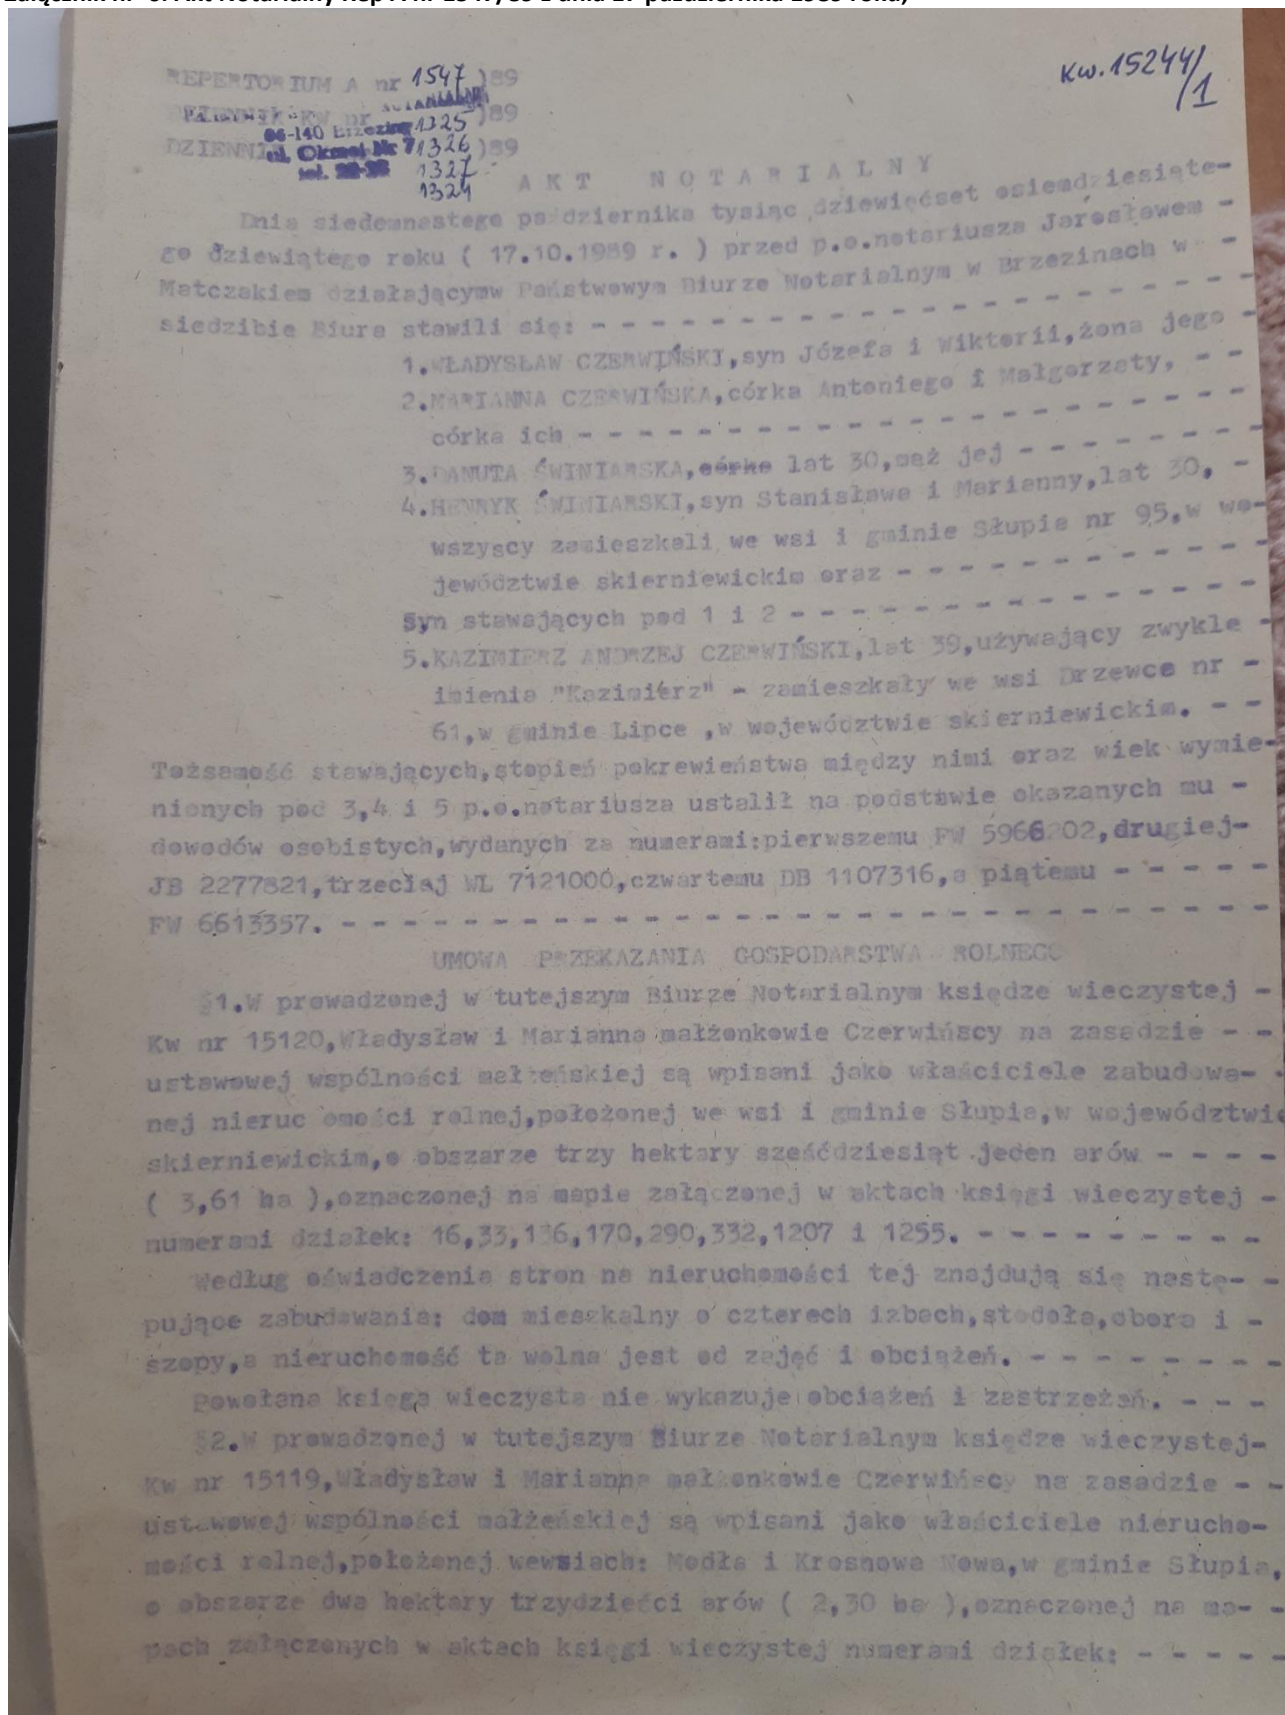 REPERTORIUM A nr 1547 )89
Kw. 15244/1
DZIENNIK KW nr 1325 )89
95-140 Brzeziny
DZIENNIK 1326 )89
ul. Okrzei Nr 7
1327
1324
AKT NOTARIALNY
Dnia siedemnastego października tysiąc dziewięćset osiemdziesiąte-
go dziewiątego roku ( 17.10.1989 r. ) przed p.o.notariusza Jarosławem -
Matczakiem działającymw Państwowym Biurze Notarialnym w Brzezinach w -
siedzibie Biura stawili się: - - - - - - - - - - - - - - - - - - -
1.WŁADYSŁAW CZERWIŃSKI,syn Józefa i Wiktorii,żona jego -
2.MARIANNA CZERWIŃSKA,córka Antoniego i Małgorzaty, - -
córka ich - - - - - - - - - - - - - - - - - - - - -
3.DANUTA ŚWINIARSKA,córka lat 30,mąż jej - - - - - - - -
4.HENRYK ŚWINIARSKI,syn Stanisława i Marianny,lat 30, -
wszyscy zamieszkali we wsi i gminie Słupia nr 95,w wo-
jewództwie skierniewickim oraz - - - - - - - - - - - -
Syn stawających pod 1 i 2 - - - - - - - - - - - - - - -
5.KAZIMIERZ ANDRZEJ CZERWIŃSKI,lat 39,używający zwykle -
imienia "Kazimierz" - zamieszkały we wsi Drzewce nr -
61,w gminie Lipce ,w województwie skierniewickim. - -
Tożsamość stawających,stopień pokrewieństwa między nimi oraz wiek wymie-
nionych pod 3,4 i 5 p.o.notariusza ustalił na podstawie okazanych mu -
dowodów osobistych,wydanych za numerami:pierwszemu FW 5966202,drugiej-
JB 2277821,trzeciej WL 7121000,czwartemu DB 1107316,a piątemu - - - - -
FW 6613357. - - - - - - - - - - - - - - - - - - - - - - - - - - - -
UMOWA PRZEKAZANIA GOSPODARSTWA ROLNEGO
§1.W prowadzonej w tutejszym Biurze Notarialnym księdze wieczystej -
Kw nr 15120,Władysław i Marianna małżonkowie Czerwińscy na zasadzie - -
ustawowej wspólności małżeńskiej są wpisani jako właściciele zabudowa- -
nej nieruc omości rolnej,położonej we wsi i gminie Słupia,w województwie
skierniewickim,o obszarze trzy hektary sześćdziesiąt jeden arów - - - -
( 3,61 ha ),oznaczonej na mapie załączonej w aktach księgi wieczystej -
numerami działek: 16,33,136,170,290,332,1207 i 1255. - - - - - - - - - -
Według oświadczenia stron na nieruchomości tej znajdują się nastę- -
pujące zabudowania: dom mieszkalny o czterech izbach,stodoła,obora i -
szopy,a nieruchomość ta wolna jest od zajęć i obciążeń. - - - - - - - -
Powołana księga wieczysta nie wykazuje obciążeń i zastrzeżeń. - - -
§2.W prowadzonej w tutejszym Biurze Notarialnym księdze wieczystej-
Kw nr 15119,Władysław i Marianna małżonkowie Czerwińscy na zasadzie - -
ustawowej wspólności małżeńskiej są wpisani jako właściciele nierucho-
mości rolnej,położonej wewsiach: Modła i Krosnowa Nowa,w gminie Słupia,
o obszarze dwa hektary trzydzieści arów ( 2,30 ha ),oznaczonej na ma- -
pach załączonych w aktach księgi wieczystej numerami działek: - - - - -